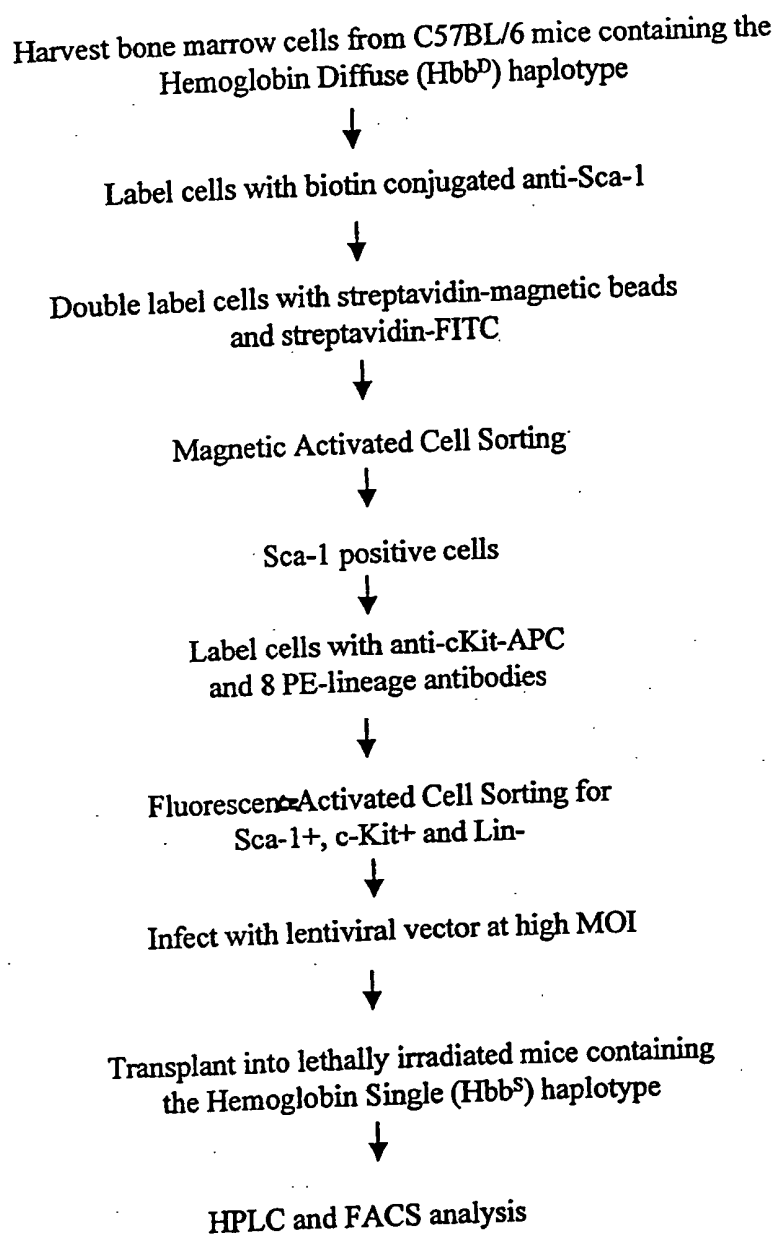 Harvest bone marrow cells from C57BL/6 mice containing the
Hemoglobin Diffuse (Hbbᴰ) haplotype
Label cells with biotin conjugated anti-Sca-1
Double label cells with streptavidin-magnetic beads
and streptavidin-FITC
Magnetic Activated Cell Sorting
Sca-1 positive cells
Label cells with anti-cKit-APC
and 8 PE-lineage antibodies
Activated Cell Sorting for
Sca-1+, c-Kit+ and Lin-
Infect with lentiviral vector at high MOI
Transplant into lethally irradiated mice containing
the Hemoglobin Single (Hbbˢ) haplotype
HPLC and FACS analysis